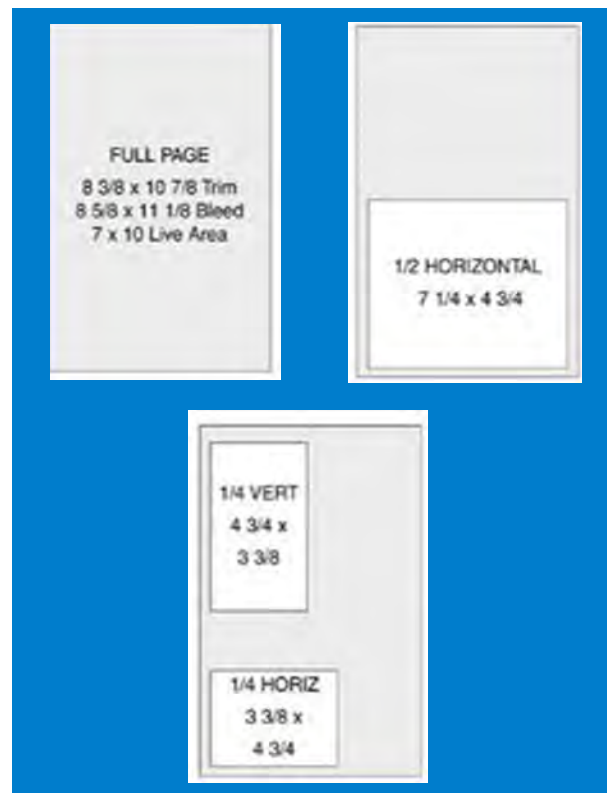 FULL PAGE
8 3/8 x 10 7/8 Trim
8 5/8 x 11 1/8 Bleed
7 x 10 Live Area
1/2 HORIZONTAL
7 1/4 x 4 3/4
1/4 VERT
4 3/4 x
3 3/8
1/4 HORIZ
3 3/8 x
4 3/4